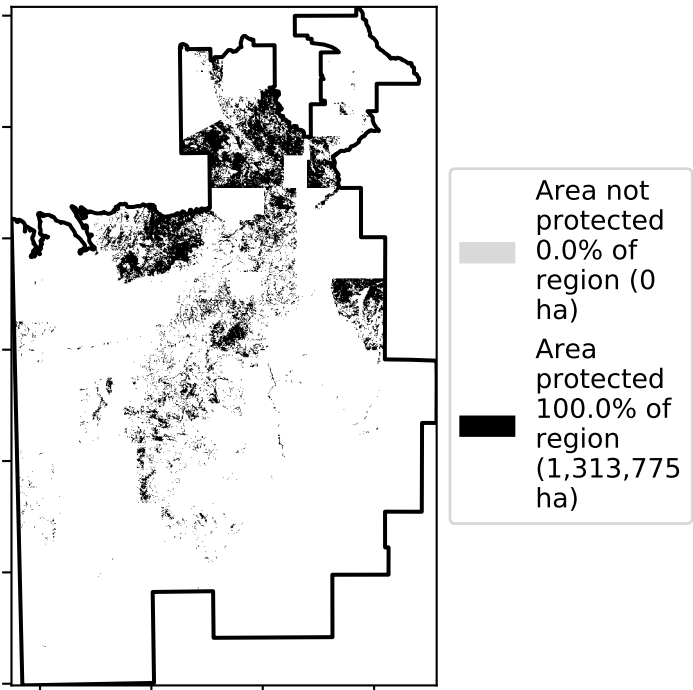 Area not
protected
0.0% of
region (0
ha)
Area
protected
100.0% of
region
(1,313,775
ha)